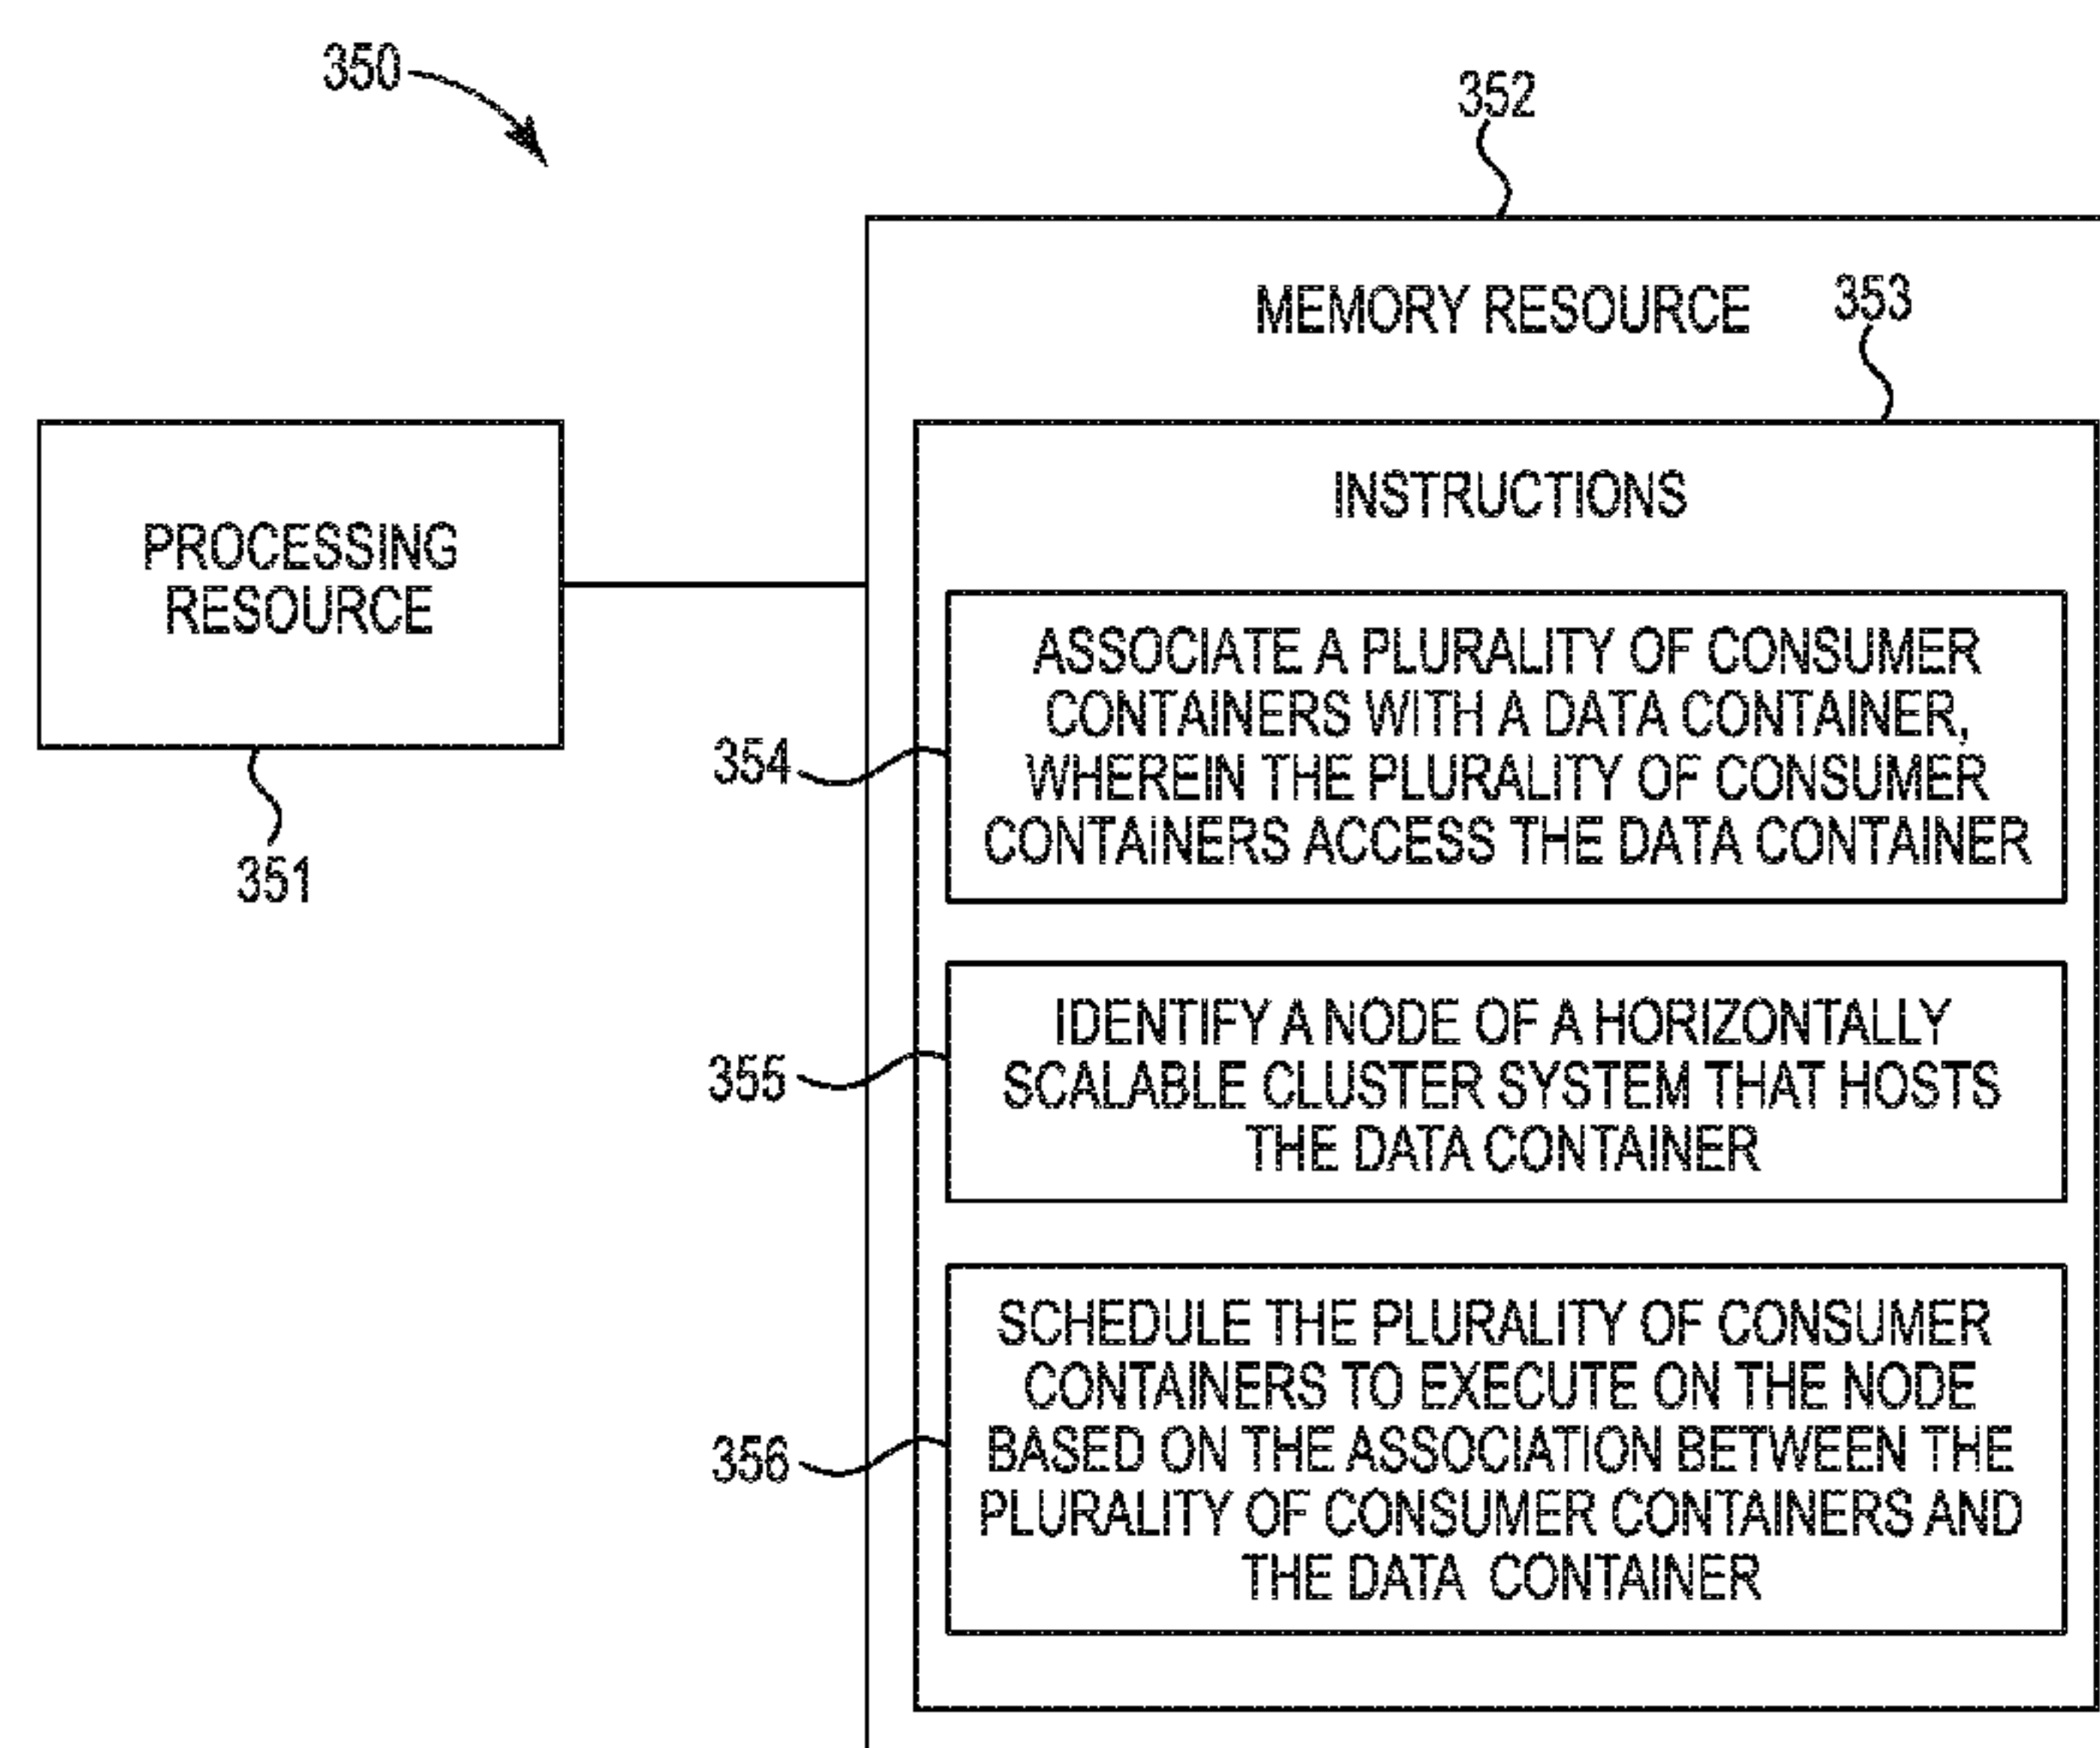 350
352
MEMORY RESOURCE
353
INSTRUCTIONS
PROCESSING
RESOURCE
351
354
ASSOCIATE A PLURALITY OF CONSUMER
CONTAINERS WITH A DATA CONTAINER,
WHEREIN THE PLURALITY OF CONSUMER
CONTAINERS ACCESS THE DATA CONTAINER
355
IDENTIFY A NODE OF A HORIZONTALLY
SCALABLE CLUSTER SYSTEM THAT HOSTS
THE DATA CONTAINER
356
SCHEDULE THE PLURALITY OF CONSUMER
CONTAINERS TO EXECUTE ON THE NODE
BASED ON THE ASSOCIATION BETWEEN THE
PLURALITY OF CONSUMER CONTAINERS AND
THE DATA CONTAINER